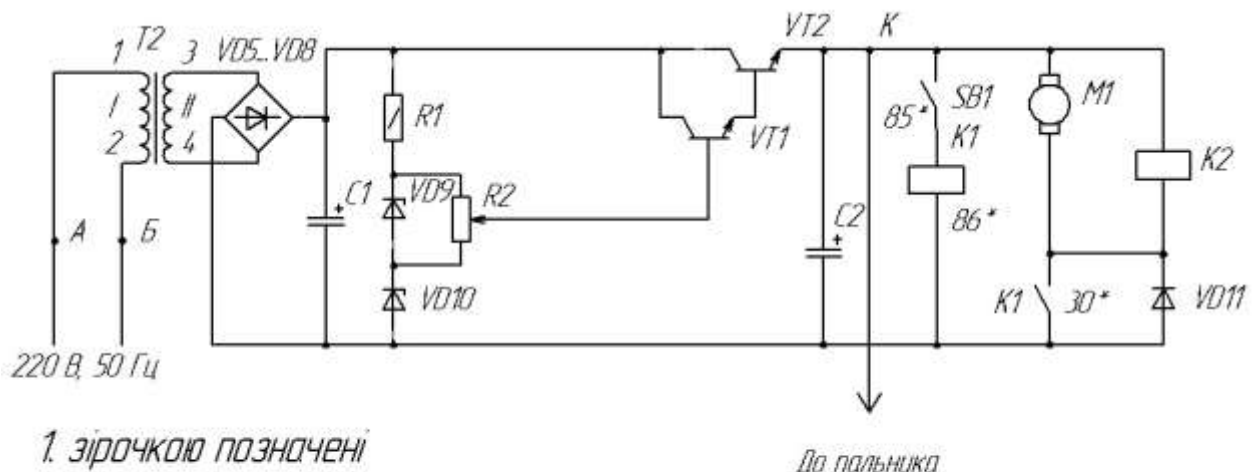 1 T2 3 VD5...VD8
VT2 K
I II
2 4
R1
VT1
SB1
85*
K1
M1
K2
C1
VD9
R2
C2
86*
А Б
VD10
K1 30*
VD11
220 В, 50 Гц
1. зірочкою позначені
До пальника